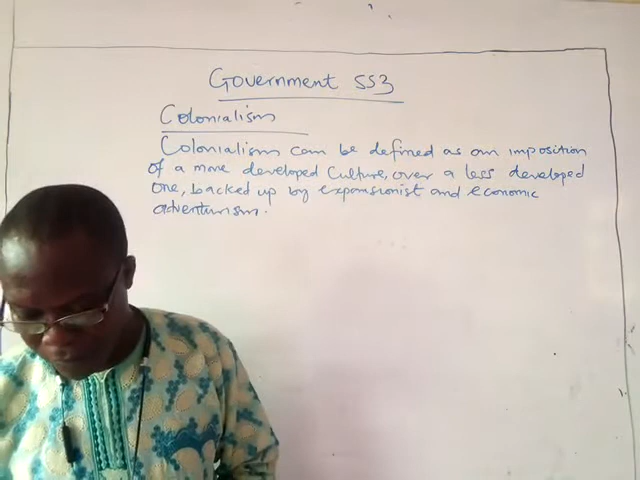 Government SS3
Colonialism
Colonialism can be defined as an imposition
of a more developed Culture, over a less developed
one, backed up by expansionist and economic
adventurism.